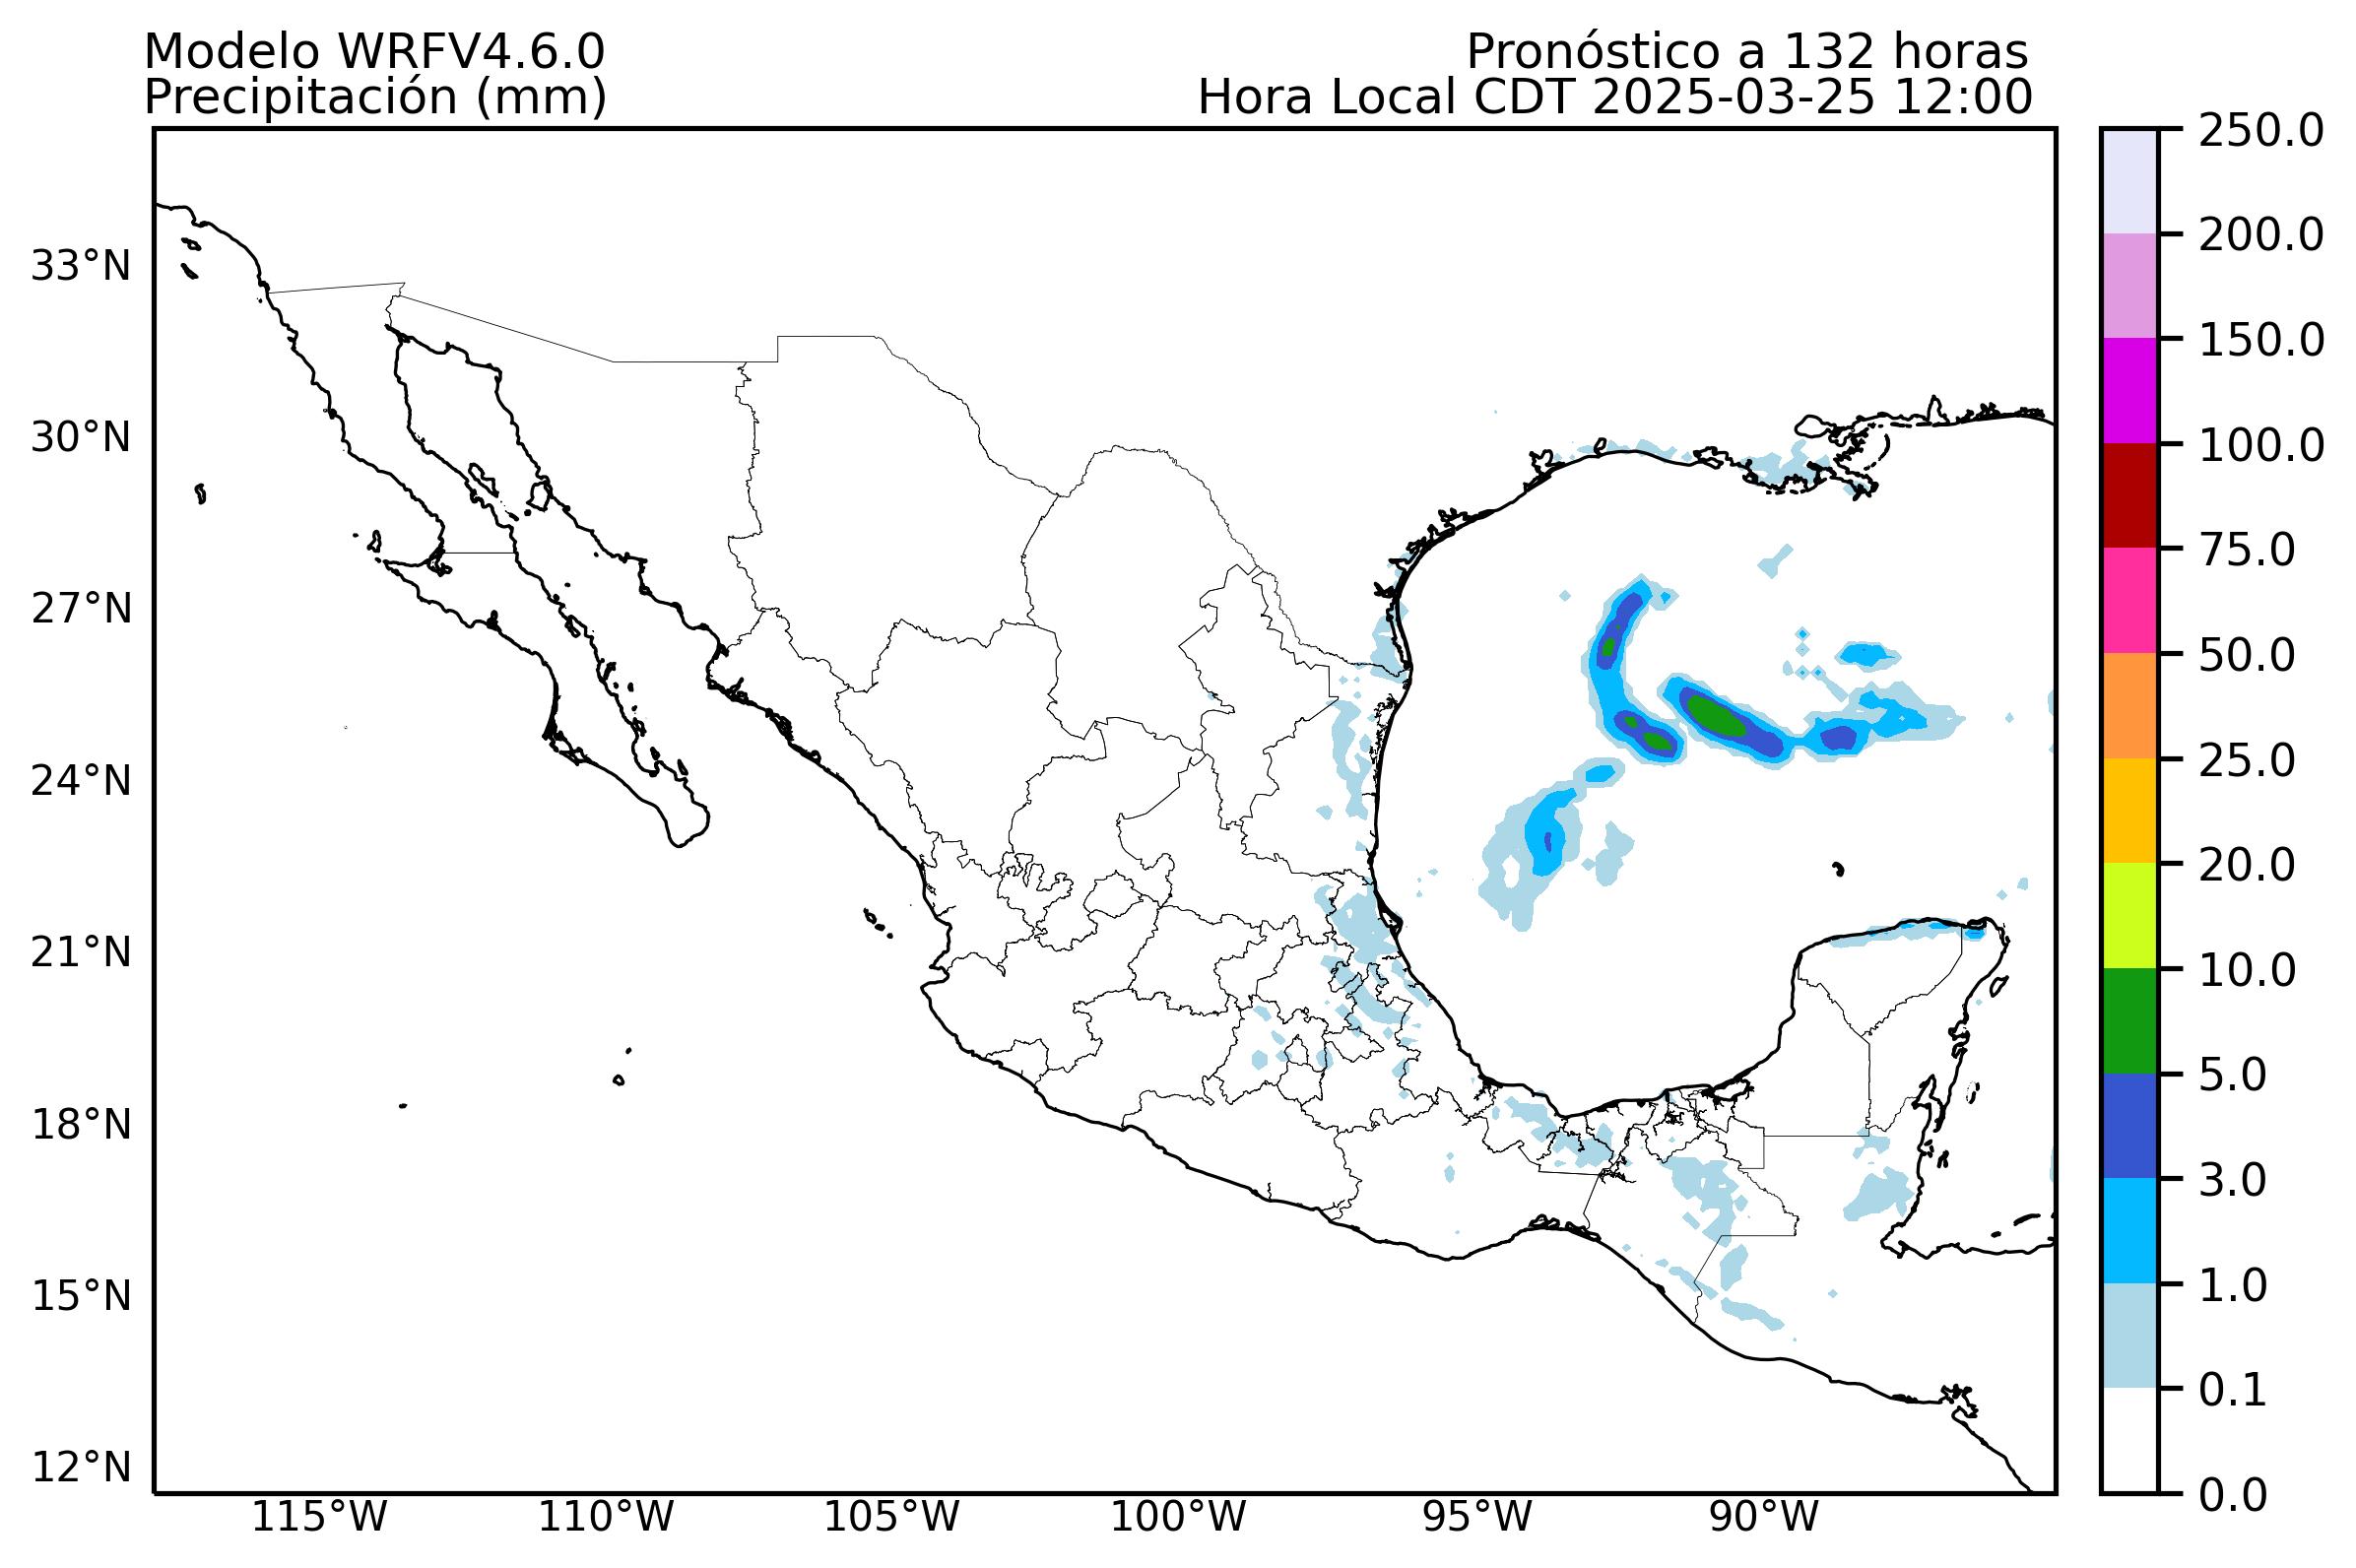 Modelo WRFV4.6.0
Precipitación (mm)
Pronóstico a 132 horas
Hora Local CDT 2025-03-25 12:00
33°N
30°N
27°N
24°N
21°N
18°N
15°N
12°N
115°W
110°W
105°W
100°W
95°W
90°W
250.0
200.0
150.0
100.0
75.0
50.0
25.0
20.0
10.0
5.0
3.0
1.0
0.1
0.0